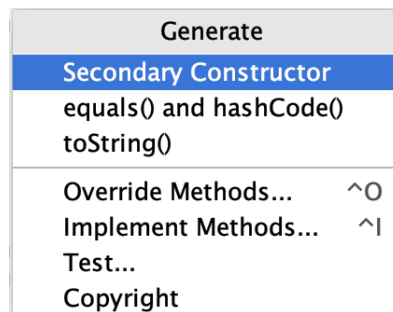 Generate
Secondary Constructor
equals() and hashCode()
toString()
Override Methods... ^O
Implement Methods... ^I
Test...
Copyright